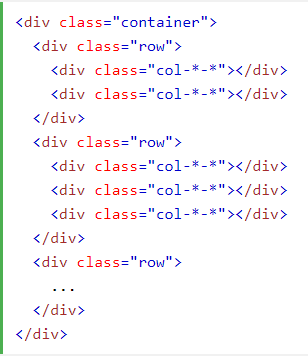 <div class="container">
  <div class="row">
    <div class="col-*-*"></div>
    <div class="col-*-*"></div>
  </div>
  <div class="row">
    <div class="col-*-*"></div>
    <div class="col-*-*"></div>
    <div class="col-*-*"></div>
  </div>
  <div class="row">
    ...
  </div>
</div>